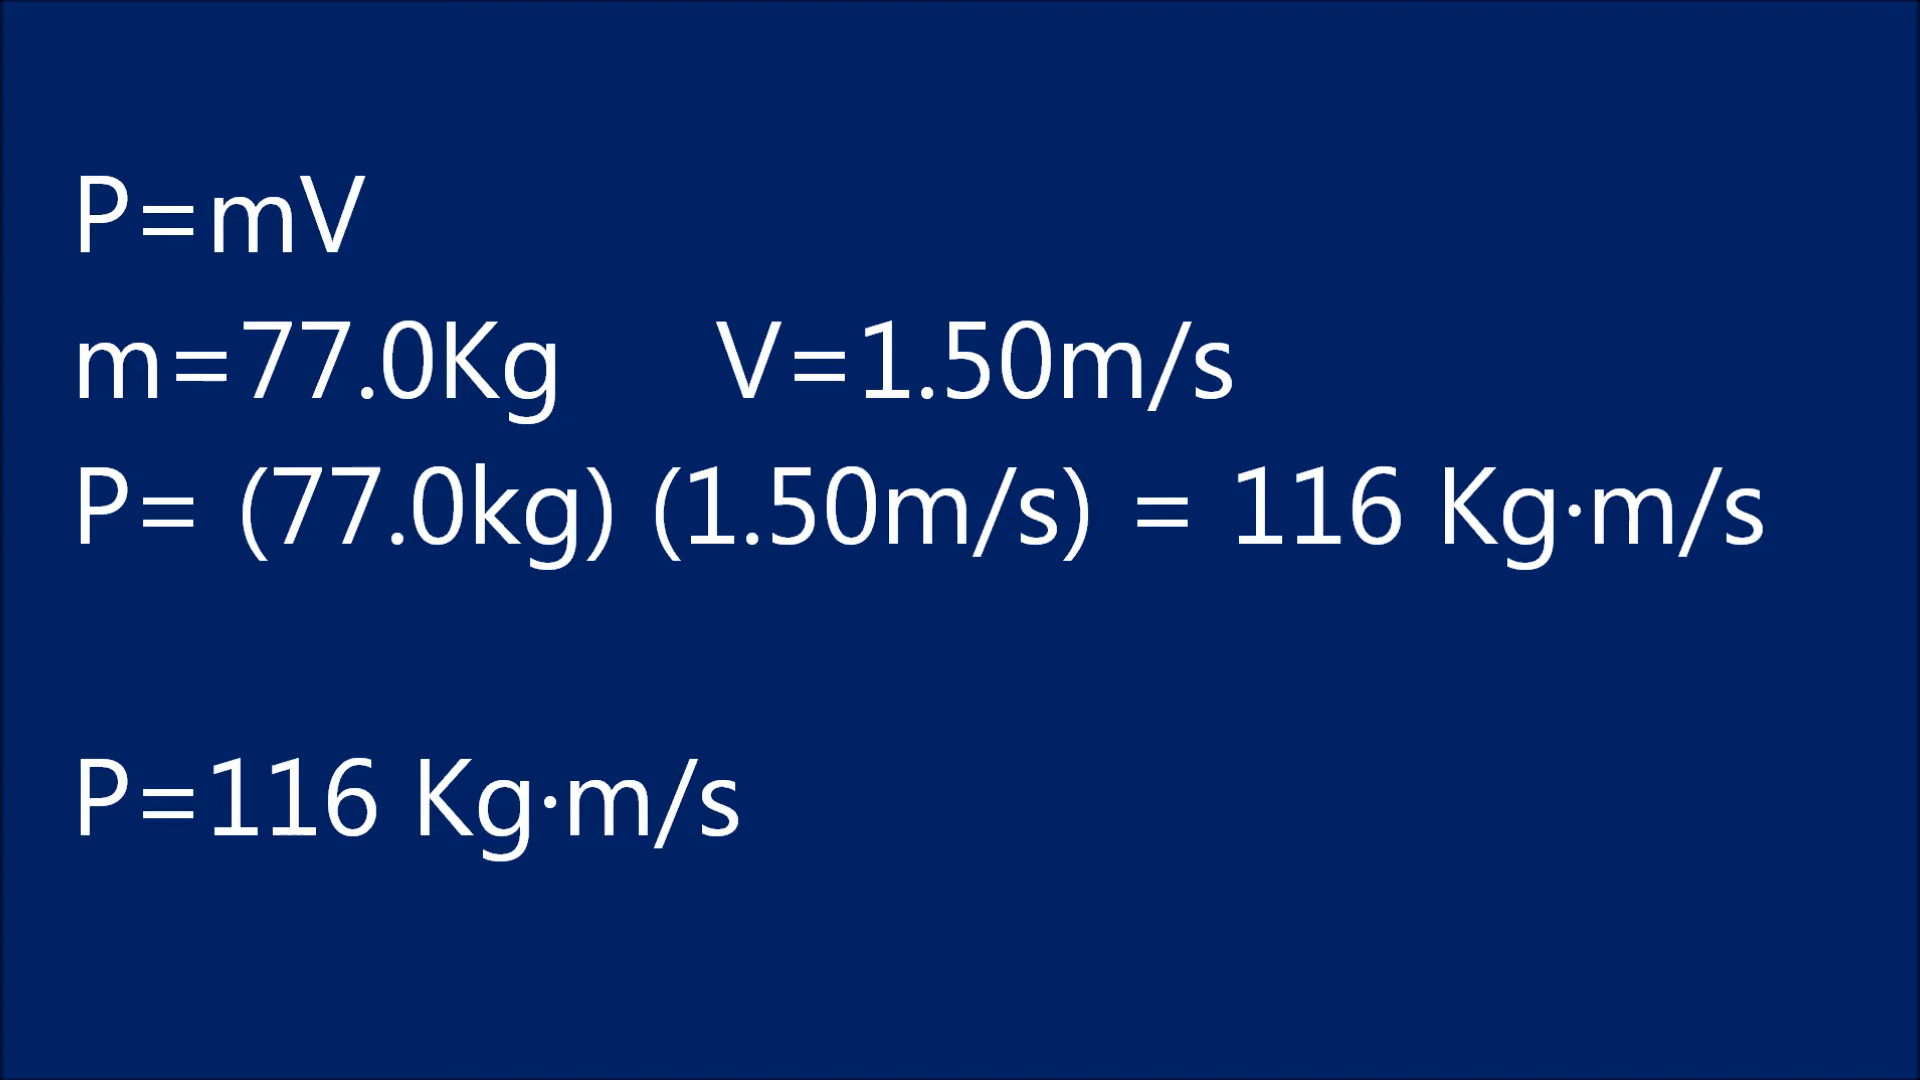 P=mV
m=77.0Kg V=1.50m/s
P= (77.0kg) (1.50m/s) = 116 Kg·m/s
P=116 Kg·m/s